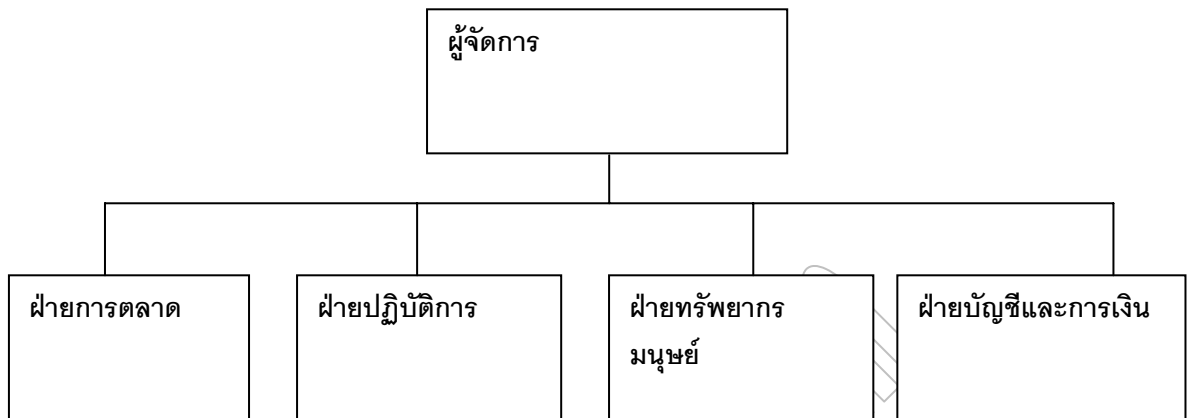 ผู้จัดการ
ฝ่ายการตลาด
ฝ่ายปฏิบัติการ
ฝ่ายทรัพยากร
มนุษย์
ฝ่ายบัญชีและการเงิน